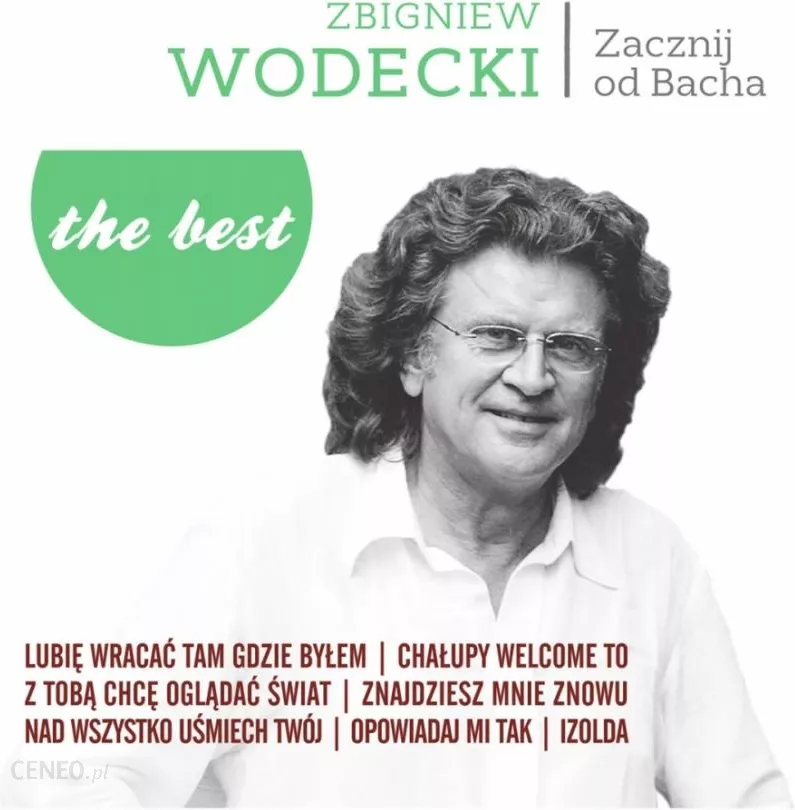 ZBIGNIEW
WODECKI
Zacznij
od Bacha
the best
LUBIĘ WRACAĆ TAM GDZIE BYŁEM | CHAŁUPY WELCOME TO
Z TOBĄ CHCĘ OGLĄDAĆ ŚWIAT | ZNAJDZIESZ MNIE ZNOWU
NAD WSZYSTKO UŚMIECH TWÓJ | OPOWIADAJ MI TAK | IZOLDA
CENEO.pl